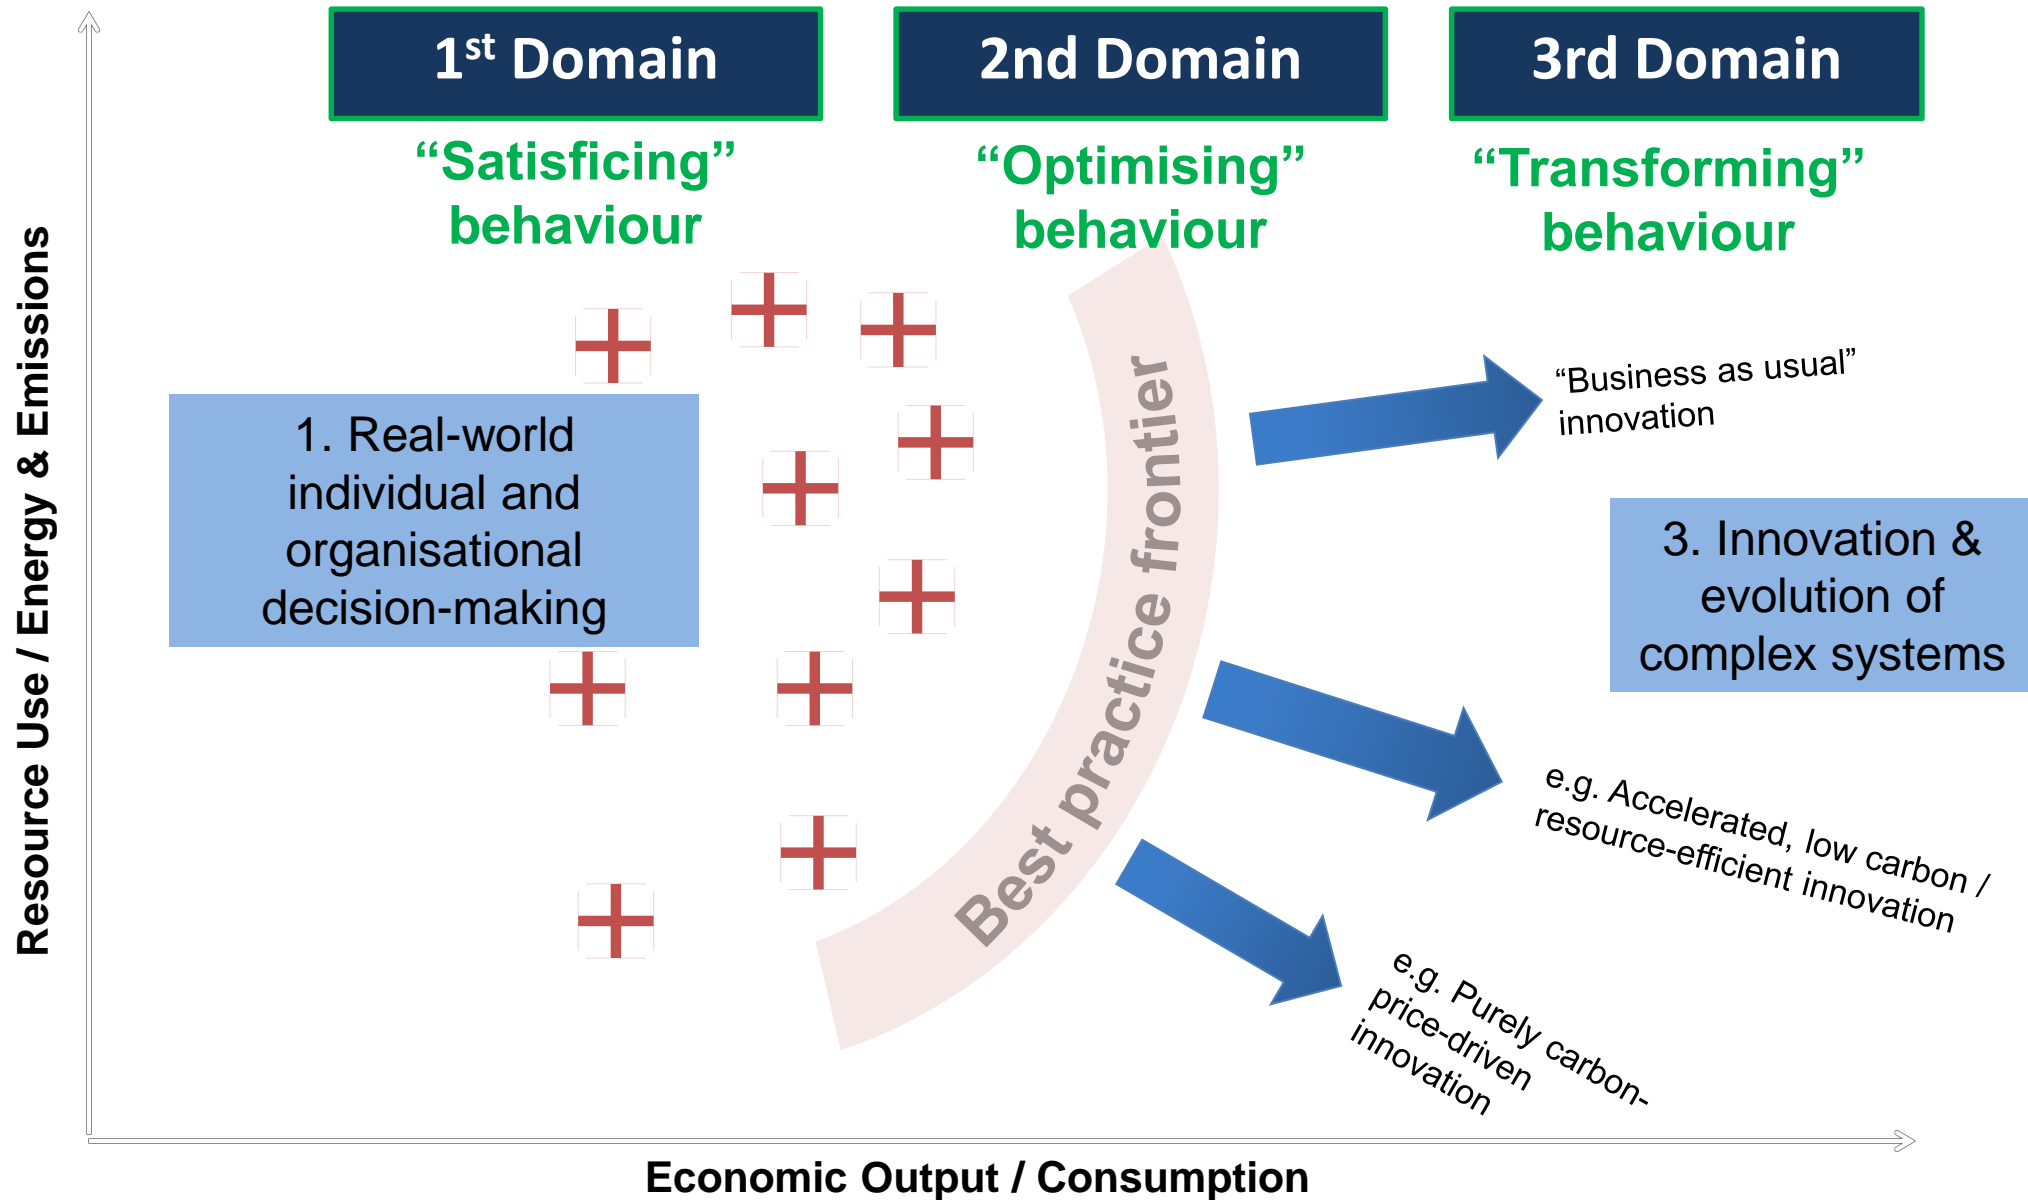 1st Domain
2nd Domain
3rd Domain
“Satisficing”
behaviour
“Optimising”
behaviour
“Transforming”
behaviour
Resource Use / Energy & Emissions
1. Real-world
individual and
organisational
decision-making
Best practice frontier
“Business as usual”
innovation
3. Innovation &
evolution of
complex systems
e.g. Accelerated, low carbon /
resource-efficient innovation
e.g. Purely carbon-
price-driven
innovation
Economic Output / Consumption